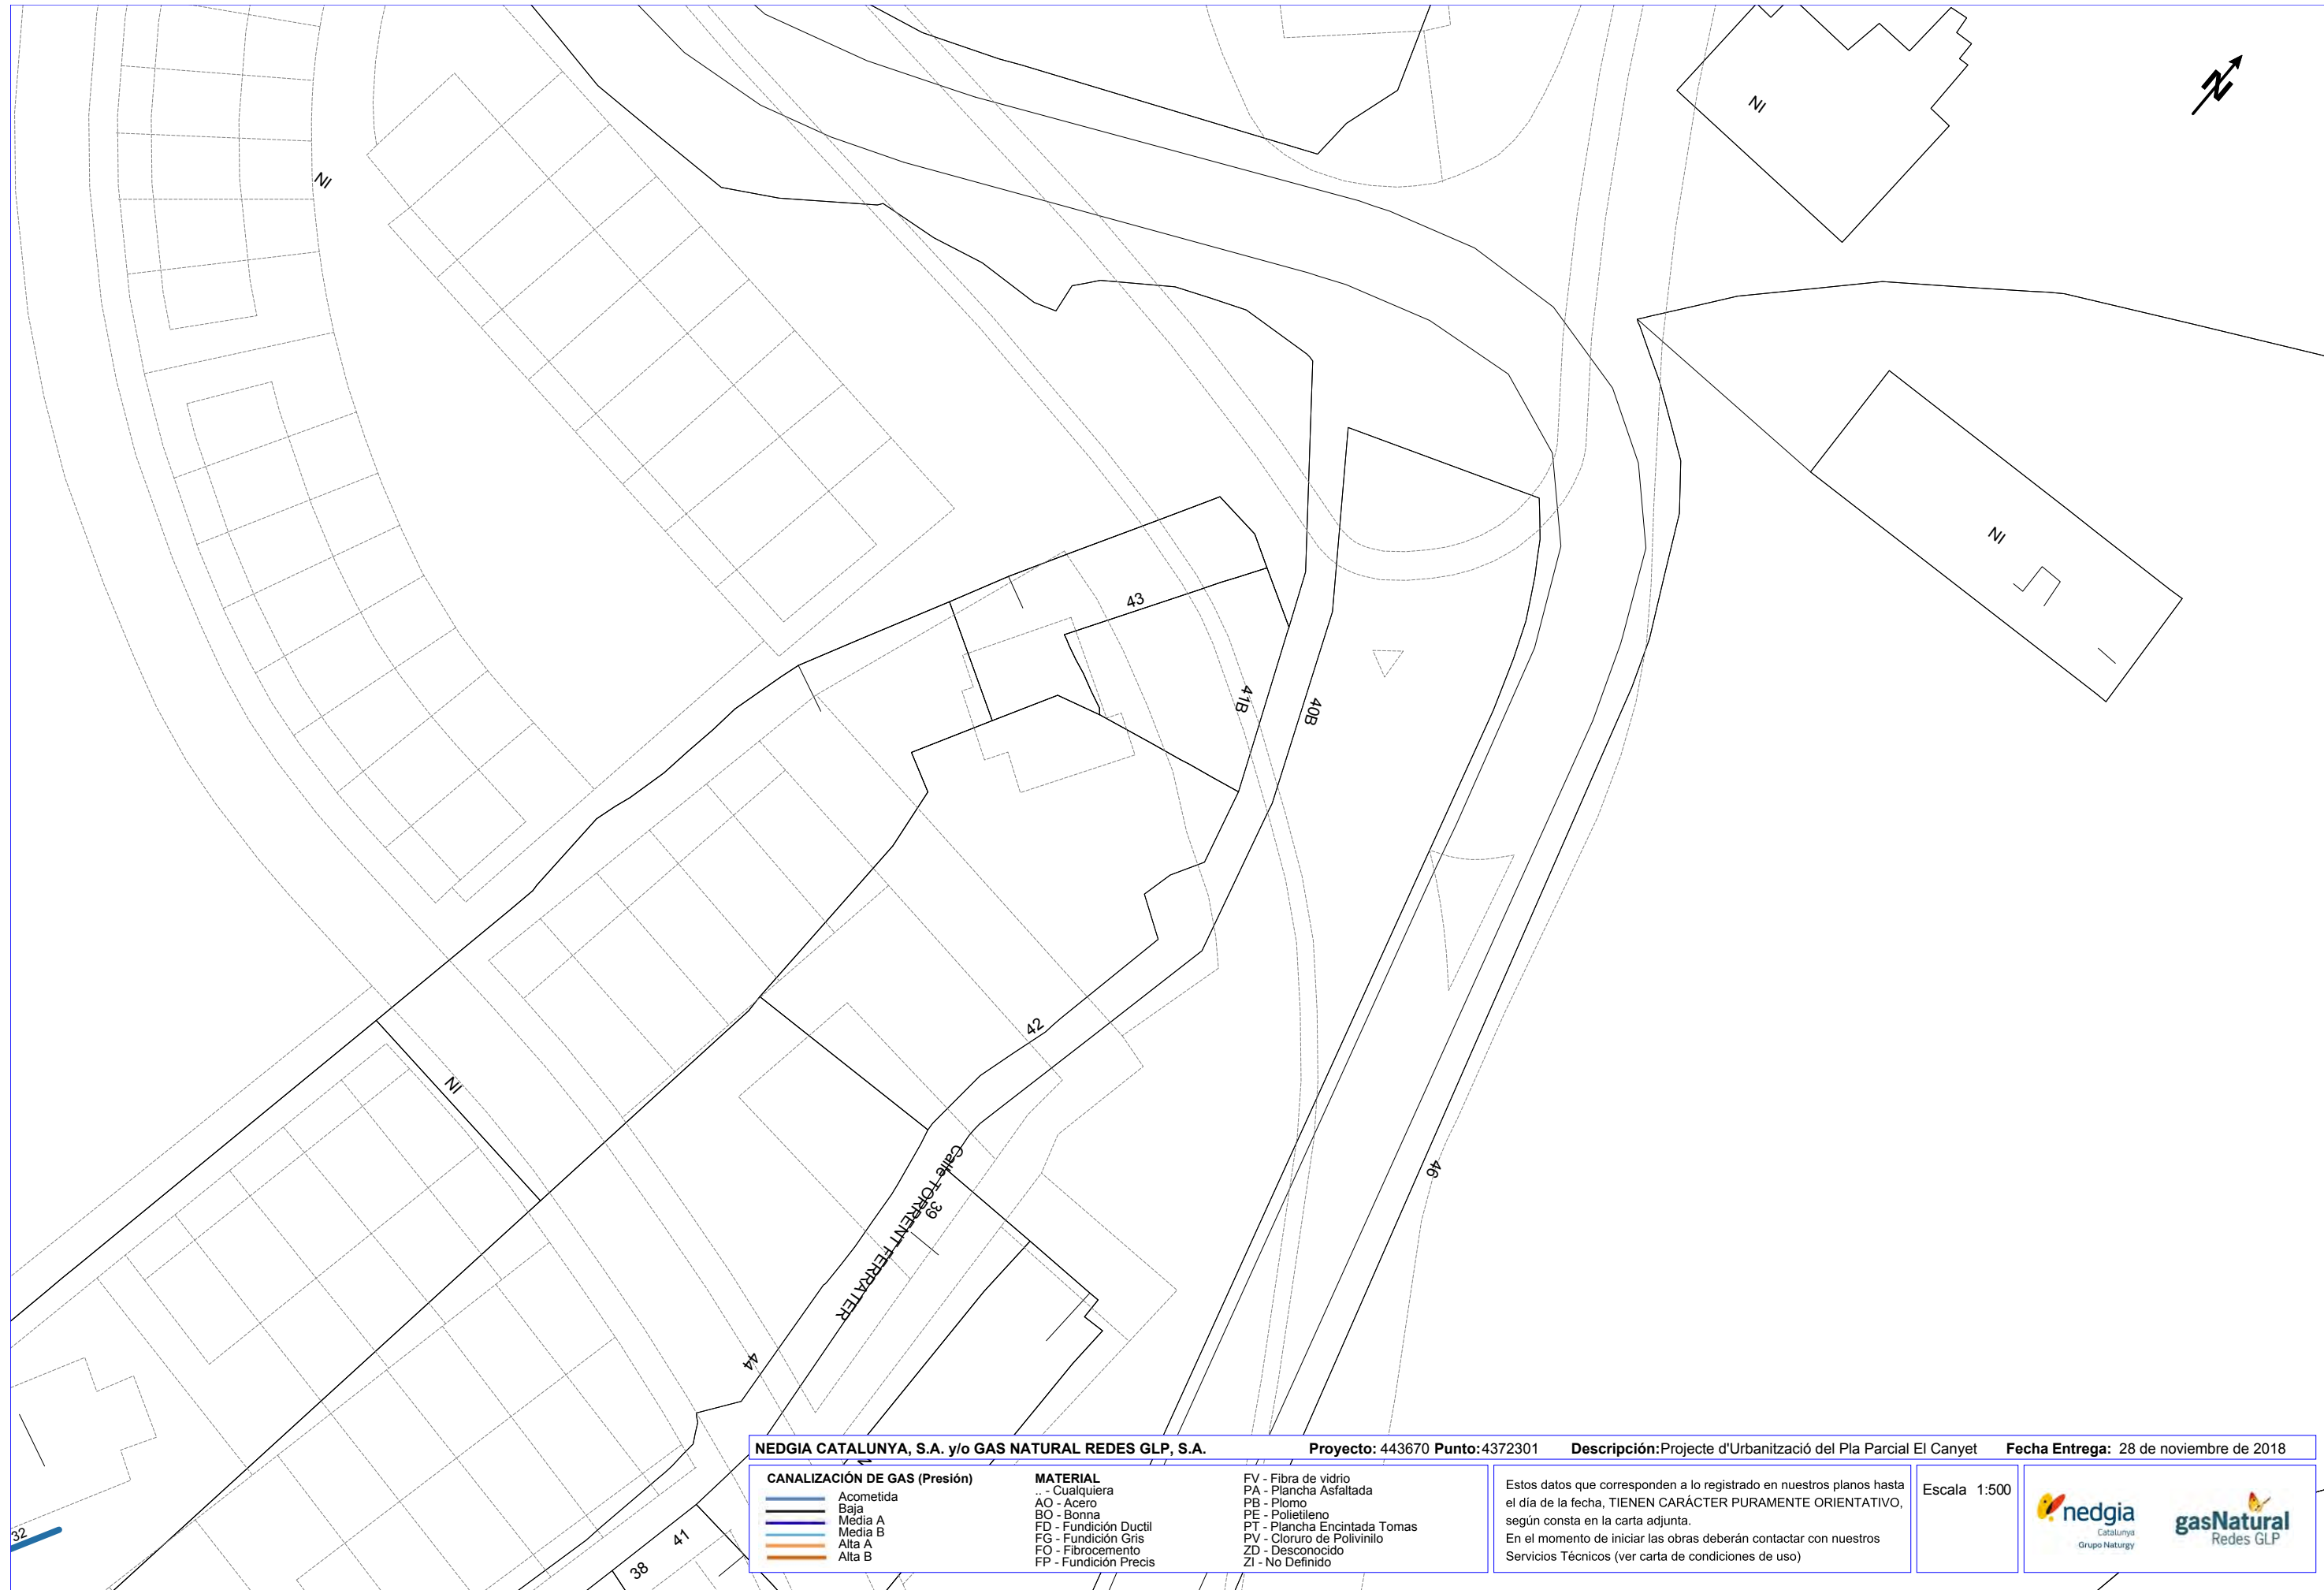 N
NI
NI
NI
43
41B
40B
42
NI
46
Calle TORRENT FERRATER
39
44
32
38
41
NEDGIA CATALUNYA, S.A. y/o GAS NATURAL REDES GLP, S.A. Proyecto: 443670 Punto:4372301 Descripción:Projecte d'Urbanització del Pla Parcial El Canyet Fecha Entrega: 28 de noviembre de 2018
CANALIZACIÓN DE GAS (Presión)
Acometida
Baja
Media A
Media B
Alta A
Alta B
MATERIAL
.. - Cualquiera
AO - Acero
BO - Bonna
FD - Fundición Ductil
FG - Fundición Gris
FO - Fibrocemento
FP - Fundición Precis
FV - Fibra de vidrio
PA - Plancha Asfaltada
PB - Plomo
PE - Polietileno
PT - Plancha Encintada Tomas
PV - Cloruro de Polivinilo
ZD - Desconocido
ZI - No Definido
Estos datos que corresponden a lo registrado en nuestros planos hasta
el día de la fecha, TIENEN CARÁCTER PURAMENTE ORIENTATIVO,
según consta en la carta adjunta.
En el momento de iniciar las obras deberán contactar con nuestros
Servicios Técnicos (ver carta de condiciones de uso)
Escala 1:500
nedgia
Catalunya
Grupo Naturgy
gasNatural
Redes GLP